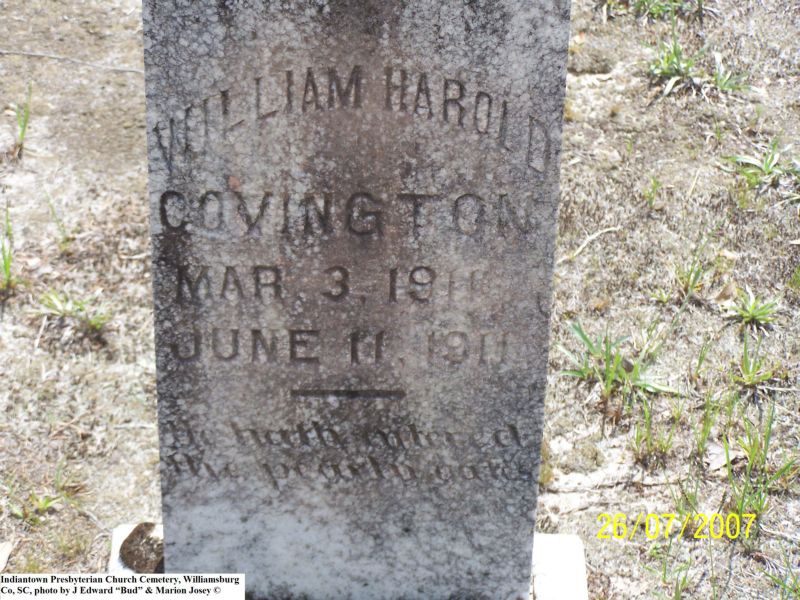 WILLIAM HAROLD
COVINGTON
MAR 3, 1911
JUNE 11, 1911
He hath entered
the pearly gates
26/07/2007
Indiantown Presbyterian Church Cemetery, Williamsburg
Co, SC, photo by J Edward “Bud” & Marion Josey ©